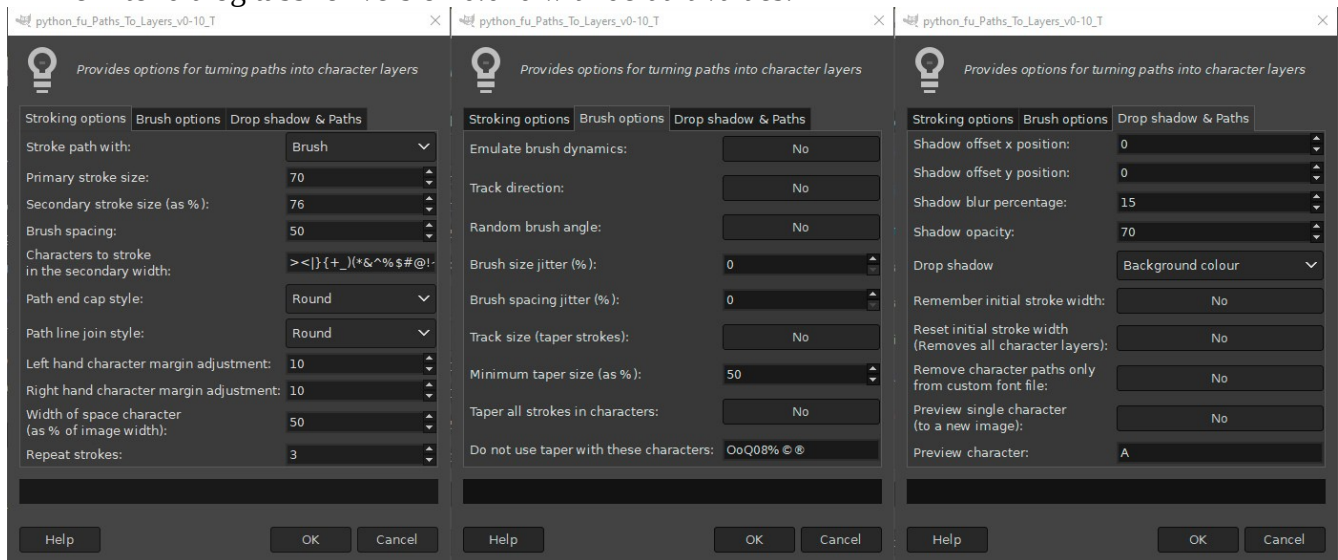 python_fu_Paths_To_Layers_v0-10_T
Provides options for turning paths into character layers
Stroking options Brush options Drop shadow & Paths
Stroke path with: Brush
Primary stroke size: 70
Secondary stroke size (as %): 76
Brush spacing: 50
Characters to stroke
in the secondary width: ><|}{+_)(*&^%$#@!~
Path end cap style: Round
Path line join style: Round
Left hand character margin adjustment: 10
Right hand character margin adjustment: 10
Width of space character
(as % of image width): 50
Repeat strokes: 3
Help OK Cancel
python_fu_Paths_To_Layers_v0-10_T
Provides options for turning paths into character layers
Stroking options Brush options Drop shadow & Paths
Emulate brush dynamics: No
Track direction: No
Random brush angle: No
Brush size jitter (%): 0
Brush spacing jitter (%): 0
Track size (taper strokes): No
Minimum taper size (as %): 50
Taper all strokes in characters: No
Do not use taper with these characters: OoQ08%©®
Help OK Cancel
python_fu_Paths_To_Layers_v0-10_T
Provides options for turning paths into character layers
Stroking options Brush options Drop shadow & Paths
Shadow offset x position: 0
Shadow offset y position: 0
Shadow blur percentage: 15
Shadow opacity: 70
Drop shadow Background colour
Remember initial stroke width: No
Reset initial stroke width
(Removes all character layers): No
Remove character paths only
from custom font file: No
Preview single character
(to a new image): No
Preview character: A
Help OK Cancel